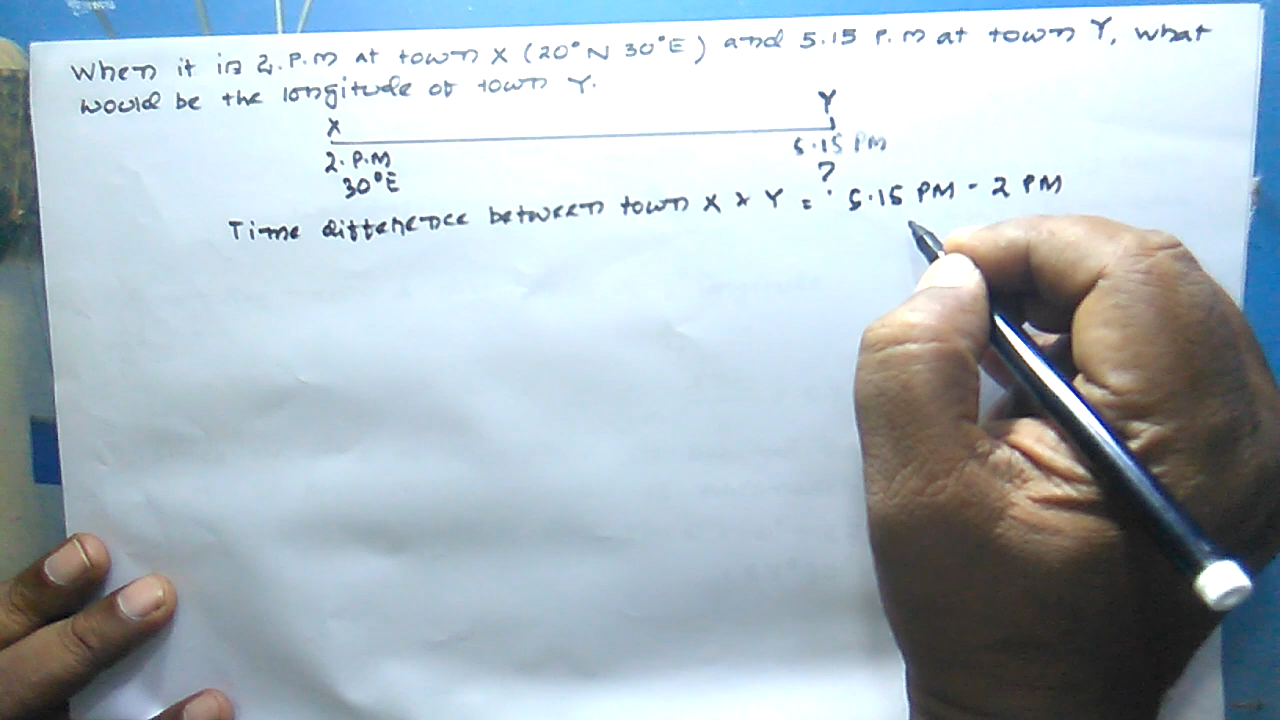 When it is 2. P.M at town X (20°N 30°E) and 5.15 P.M at town Y, what
would be the longitude of town Y.
X Y
2. P.M 5.15 PM
30°E ?
Time difference between town X & Y = 5.15 PM - 2 PM